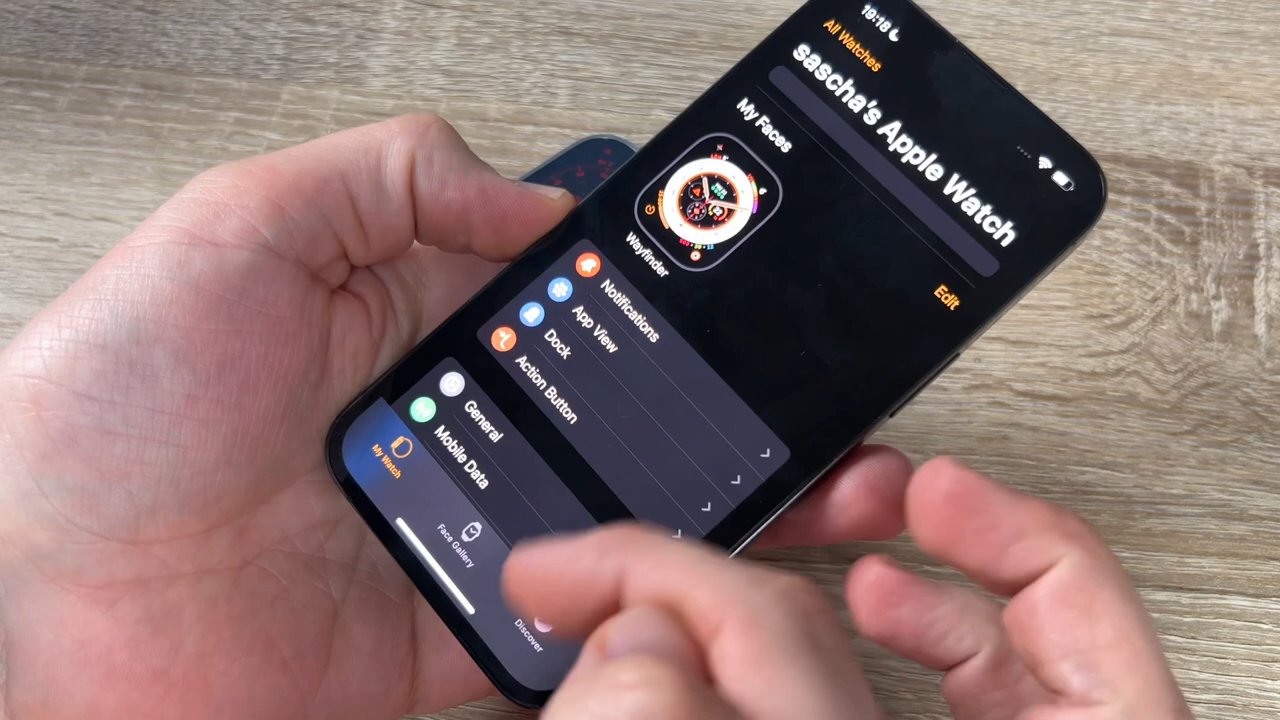 19:18
All Watches
sascha's Apple Watch
My Faces
Edit
Wayfinder
Notifications
App View
Dock
Action Button
General
Mobile Data
My Watch
Face Gallery
Discover